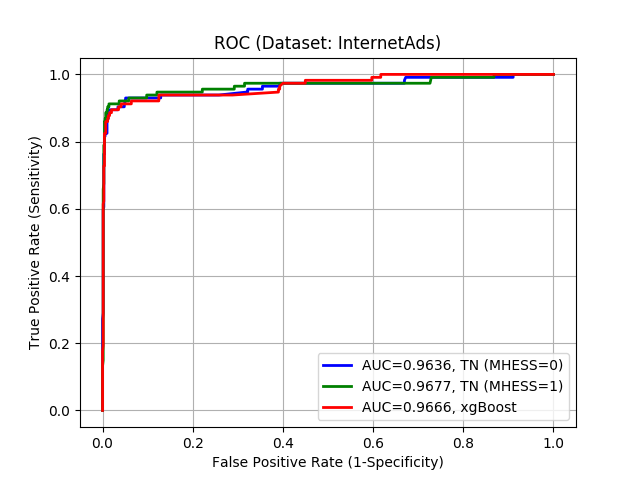 ROC (Dataset: InternetAds)
1.0
0.8
0.6
0.4
0.2
0.0
True Positive Rate (Sensitivity)
AUC=0.9636, TN (MHESS=0)
AUC=0.9677, TN (MHESS=1)
AUC=0.9666, xgBoost
0.0 0.2 0.4 0.6 0.8 1.0
False Positive Rate (1-Specificity)